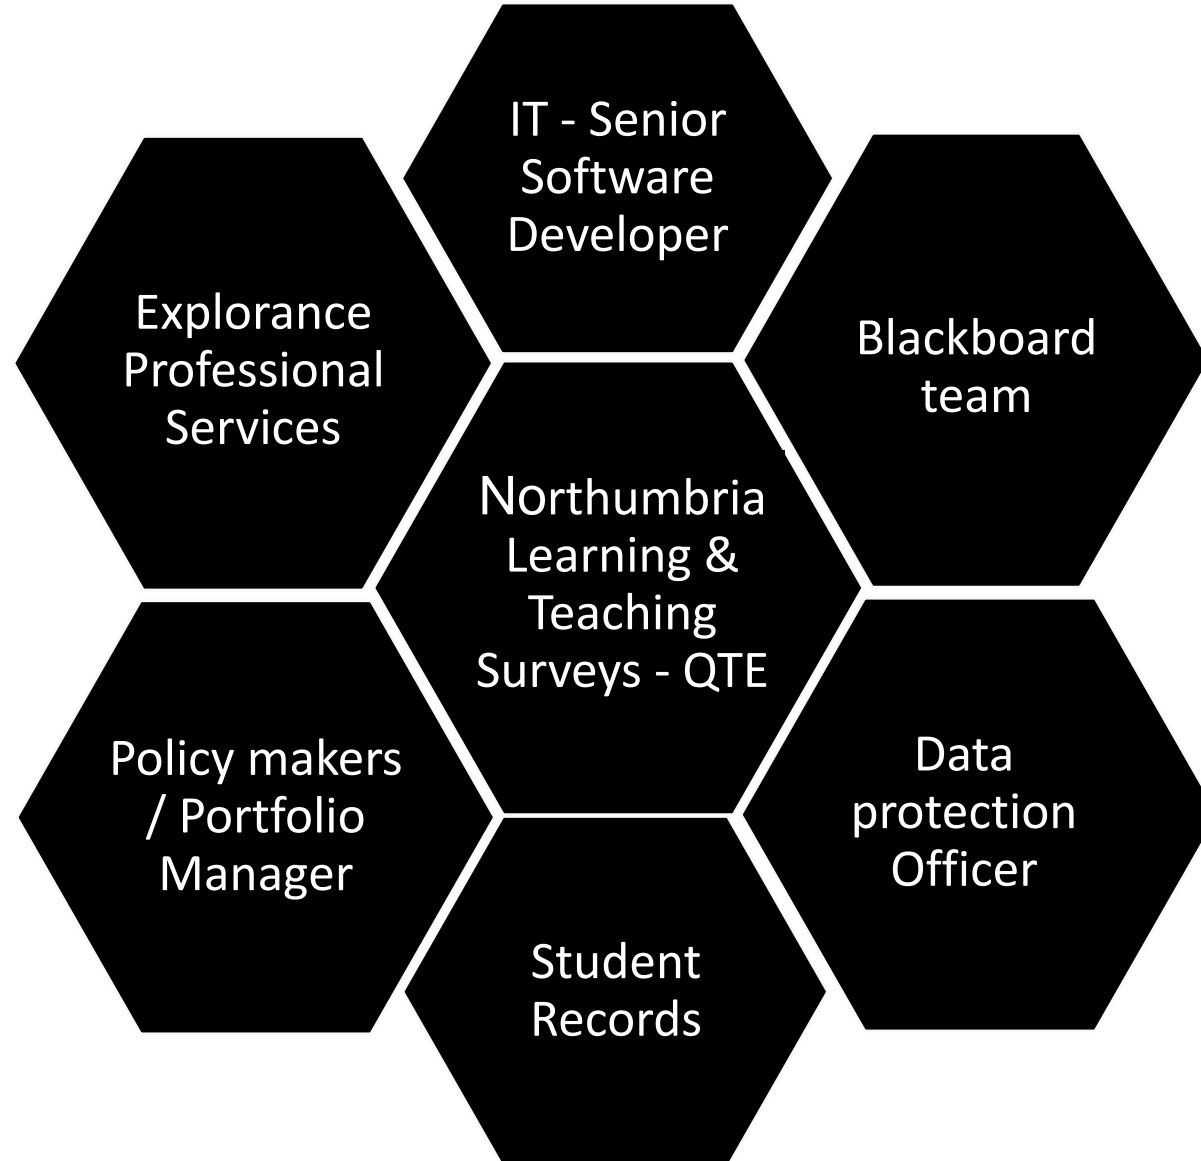 IT - Senior
Software
Developer
Explorance
Professional
Services
Blackboard
team
Northumbria
Learning &
Teaching
Surveys - QTE
Policy makers
/ Portfolio
Manager
Data
protection
Officer
Student
Records